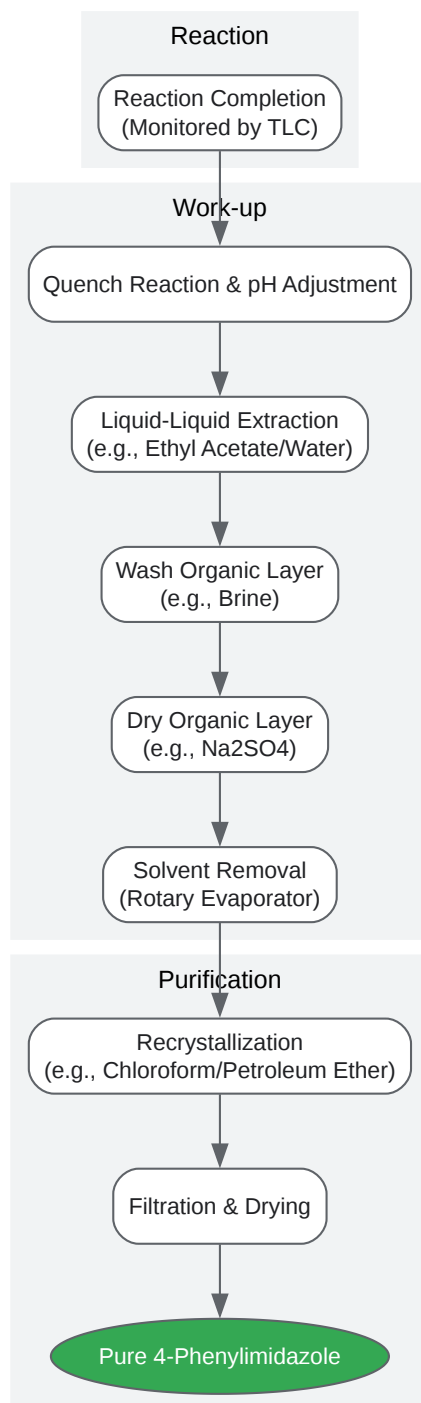 Reaction
Reaction Completion
(Monitored by TLC)
Work-up
Quench Reaction & pH Adjustment
Liquid-Liquid Extraction
(e.g., Ethyl Acetate/Water)
Wash Organic Layer
(e.g., Brine)
Dry Organic Layer
(e.g., Na2SO4)
Solvent Removal
(Rotary Evaporator)
Purification
Recrystallization
(e.g., Chloroform/Petroleum Ether)
Filtration & Drying
Pure 4-Phenylimidazole